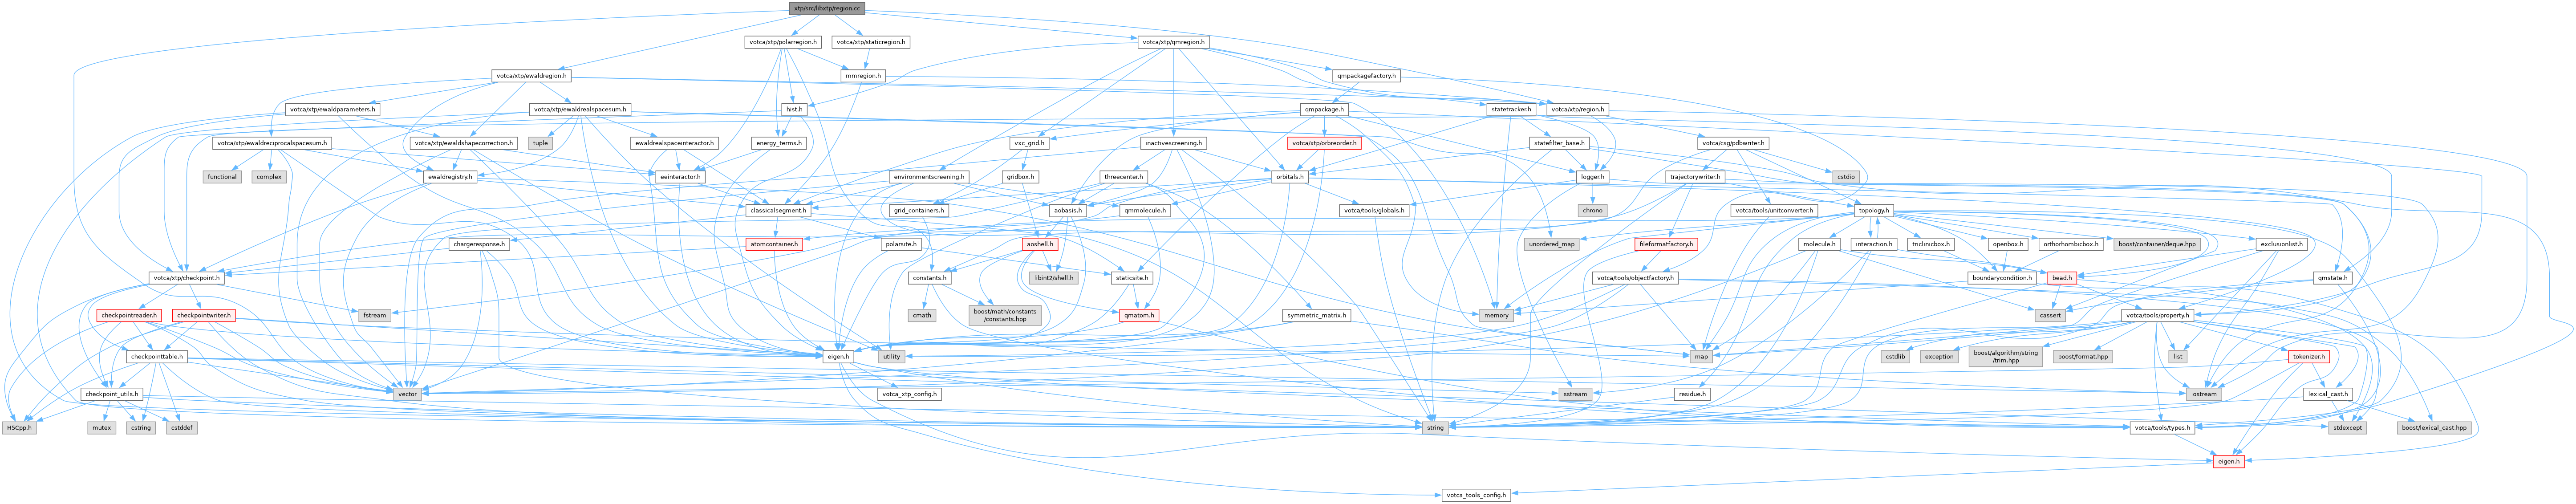 xtp/src/libxtp/region.cc
votca/xtp/polarregion.h
votca/xtp/staticregion.h
votca/xtp/qmregion.h
votca/xtp/ewaldregion.h
mmregion.h
qmpackagefactory.h
votca/xtp/ewaldparameters.h
votca/xtp/ewaldrealspacesum.h
hist.h
qmpackage.h
statetracker.h
votca/xtp/region.h
votca/xtp/ewaldreciprocalspacesum.h
votca/xtp/ewaldshapecorrection.h
tuple
ewaldrealspaceinteractor.h
energy_terms.h
vxc_grid.h
inactivescreening.h
votca/xtp/orbreorder.h
statefilter_base.h
votca/csg/pdbwriter.h
functional
complex
ewaldregistry.h
eeinteractor.h
environmentscreening.h
gridbox.h
threecenter.h
orbitals.h
logger.h
trajectorywriter.h
cstdio
classicalsegment.h
grid_containers.h
aobasis.h
qmmolecule.h
votca/tools/globals.h
chrono
votca/tools/unitconverter.h
topology.h
chargeresponse.h
atomcontainer.h
polarsite.h
aoshell.h
unordered_map
fileformatfactory.h
molecule.h
interaction.h
triclinicbox.h
openbox.h
orthorhombicbox.h
boost/container/deque.hpp
exclusionlist.h
votca/xtp/checkpoint.h
constants.h
libint2/shell.h
staticsite.h
votca/tools/objectfactory.h
boundarycondition.h
bead.h
qmstate.h
checkpointreader.h
checkpointwriter.h
fstream
cmath
boost/math/constants
/constants.hpp
qmatom.h
symmetric_matrix.h
memory
cassert
votca/tools/property.h
checkpointtable.h
eigen.h
utility
map
cstdlib
exception
boost/algorithm/string
/trim.hpp
boost/format.hpp
list
tokenizer.h
checkpoint_utils.h
vector
votca_xtp_config.h
sstream
residue.h
iostream
lexical_cast.h
H5Cpp.h
mutex
cstring
cstddef
string
votca/tools/types.h
stdexcept
boost/lexical_cast.hpp
eigen.h
votca_tools_config.h